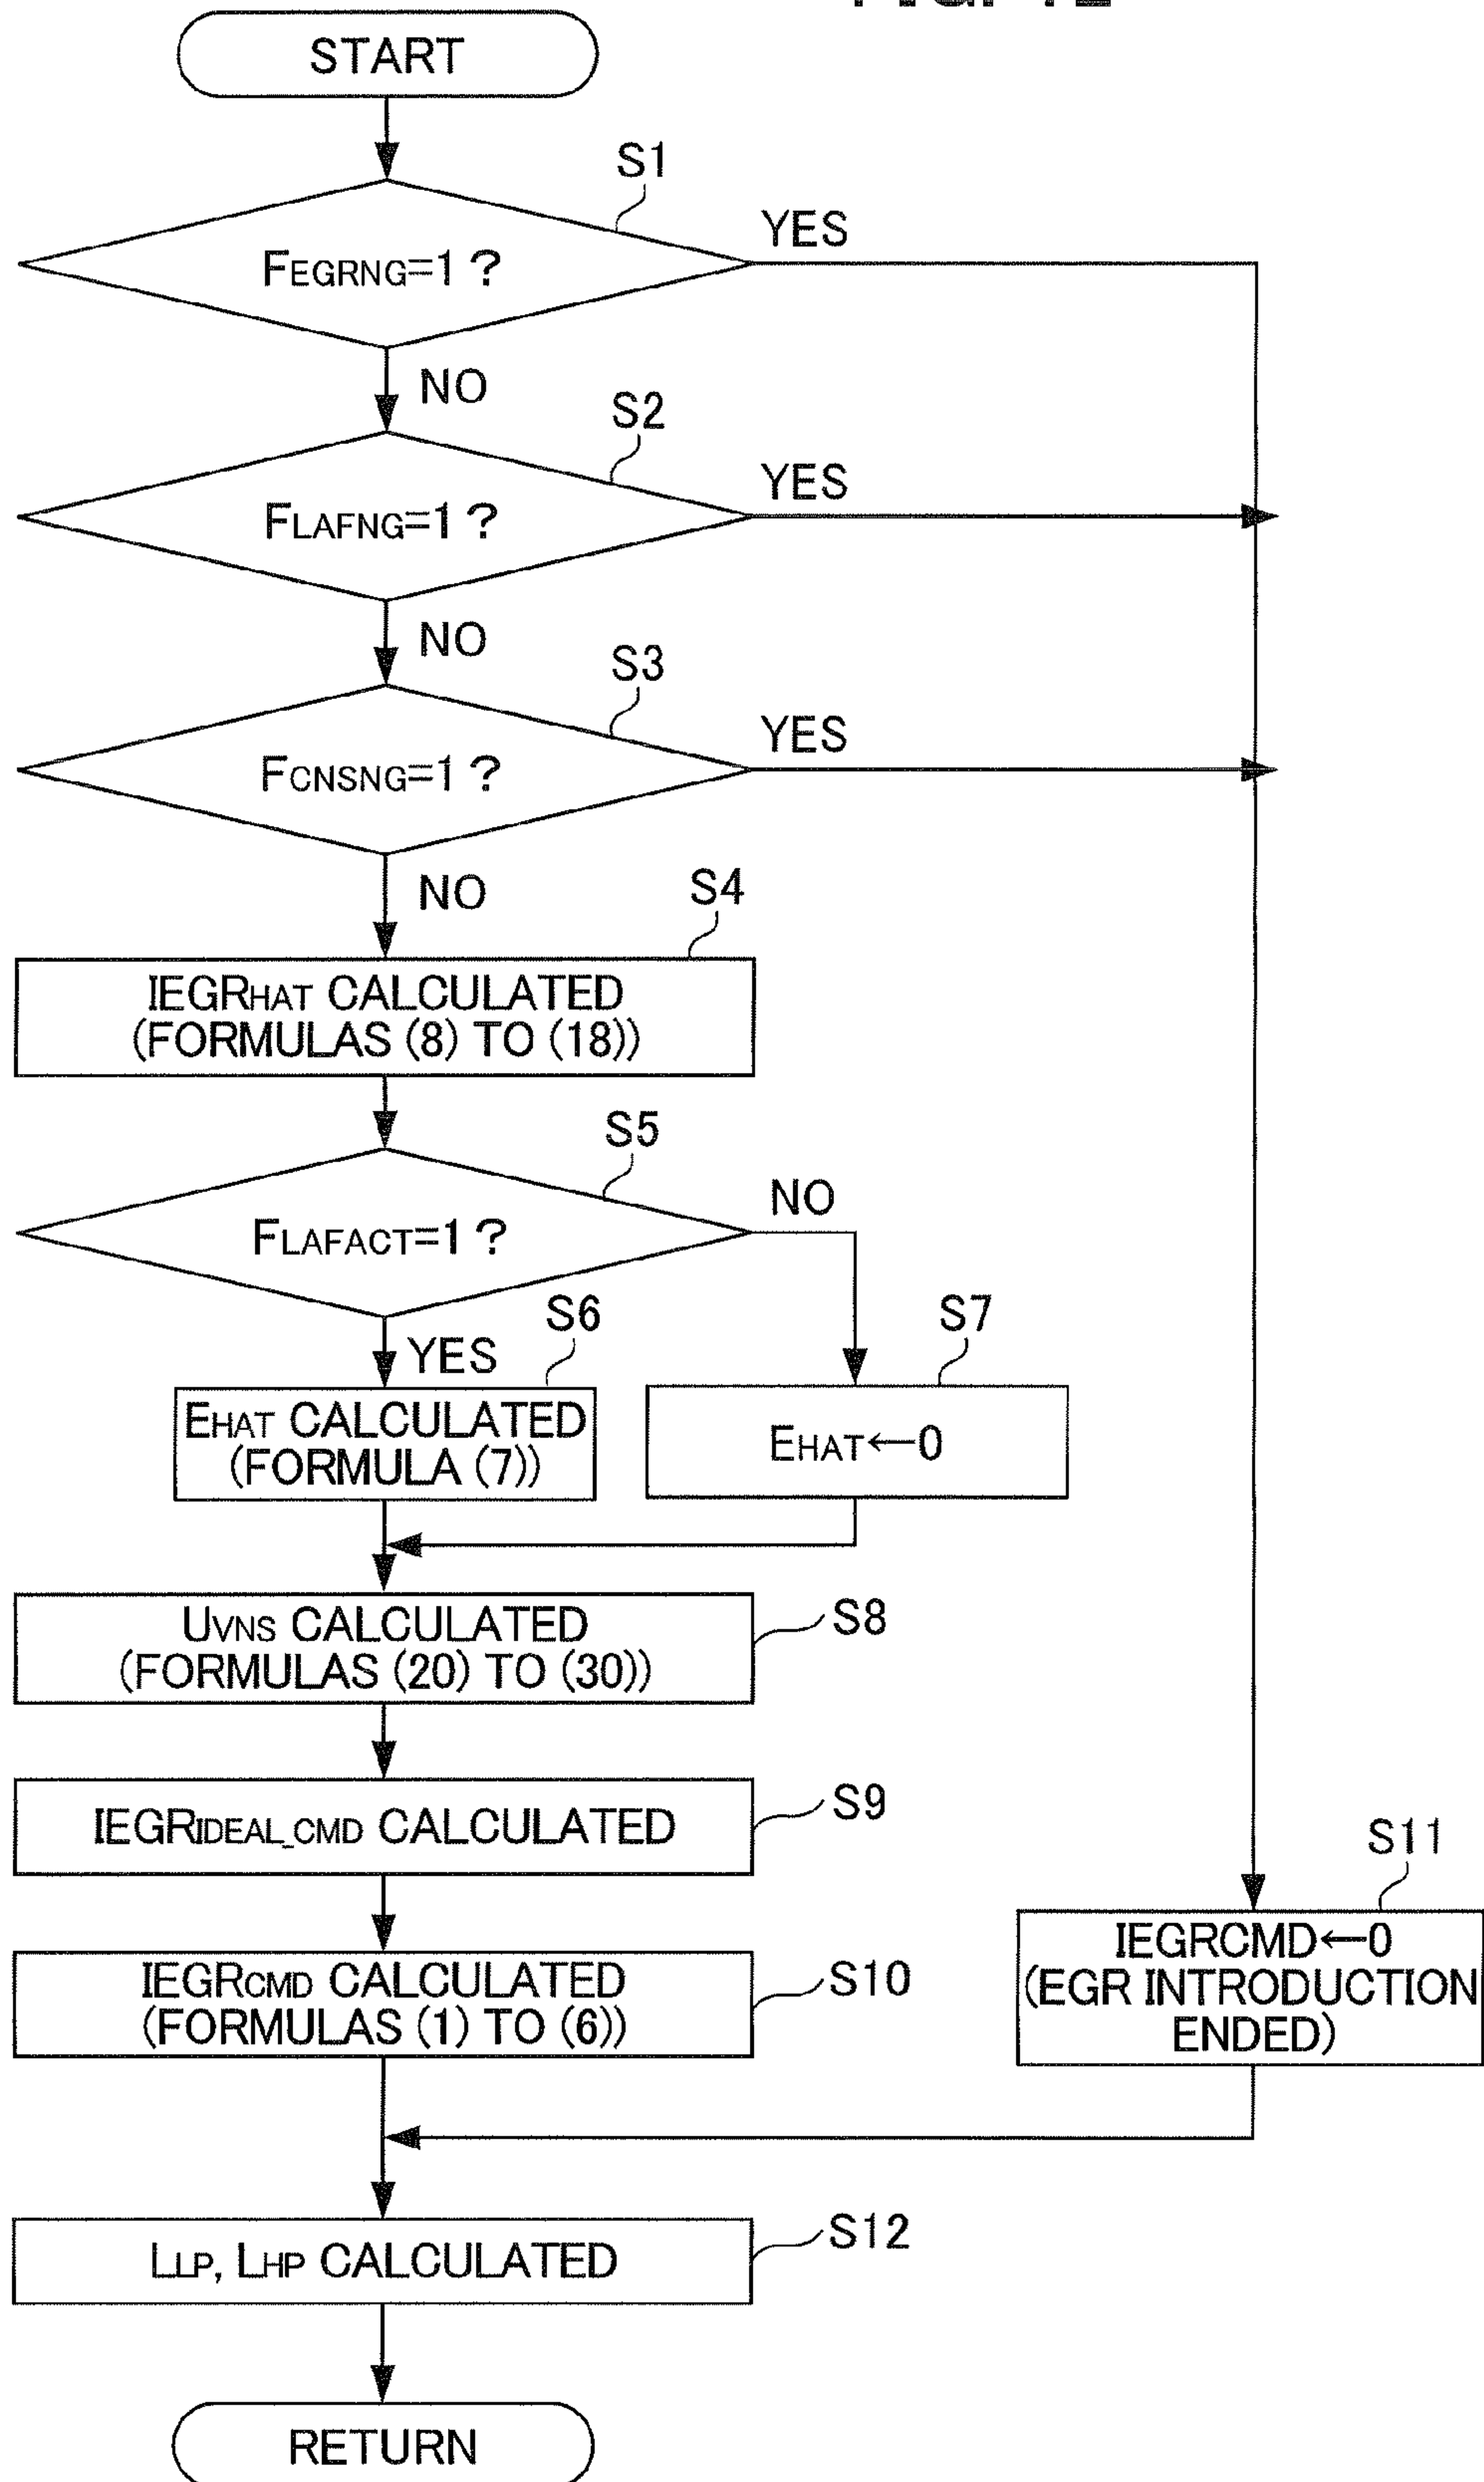 START
S1
FEGRNG=1?
YES
NO
S2
FLAFNG=1?
YES
NO
S3
FCNSNG=1?
YES
NO
S4
IEGRHAT CALCULATED
(FORMULAS (8) TO (18))
S5
FLAFACT=1?
NO
YES
S6
EHAT CALCULATED
(FORMULA (7))
S7
EHAT←0
UVNS CALCULATED
(FORMULAS (20) TO (30))
S8
IEGRIDEAL_CMD CALCULATED
S9
IEGRCMD CALCULATED
(FORMULAS (1) TO (6))
S10
S11
IEGRCMD←0
(EGR INTRODUCTION
ENDED)
LLP, LHP CALCULATED
S12
RETURN